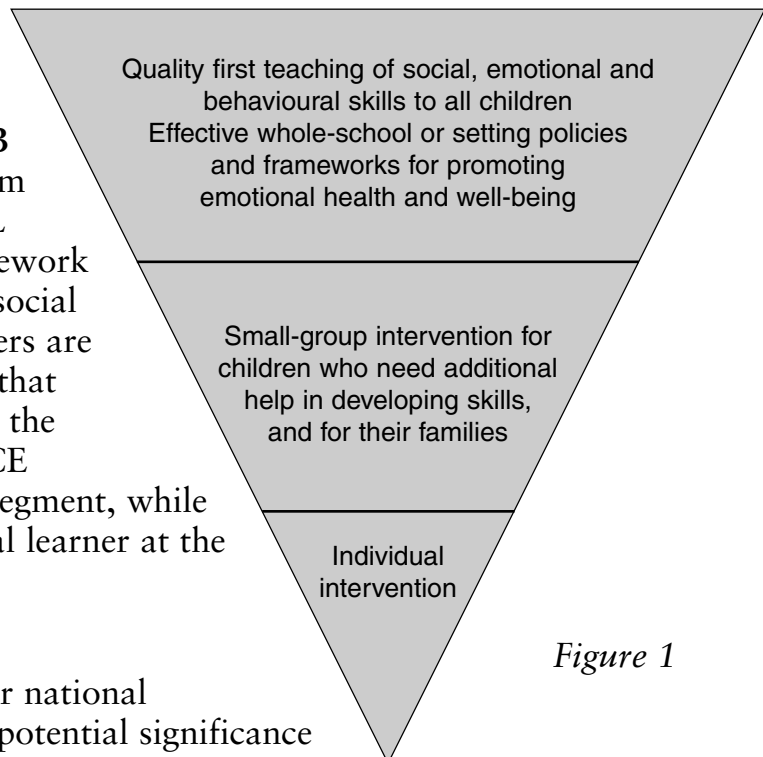 Quality first teaching of social, emotional and
behavioural skills to all children
Effective whole-school or setting policies
and frameworks for promoting
emotional health and well-being
ework
social
ers are
that
the
CE
Small-group intervention for
children who need additional
help in developing skills,
and for their families
egment, while
al learner at the
Individual
intervention
Figure 1
r national
potential significance